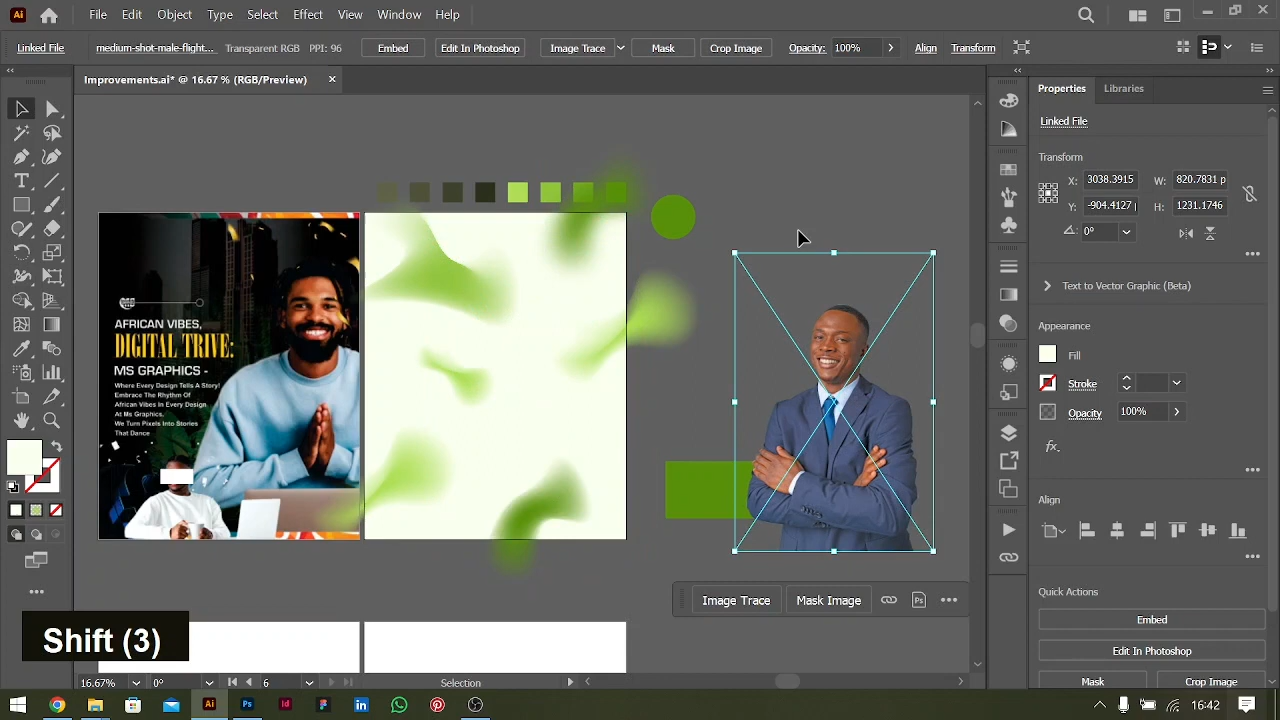 Ai File Edit Object Type Select Effect View Window Help
Linked File medium-shot-male-flight... Transparent RGB PPI: 96 Embed Edit In Photoshop Image Trace Mask Crop Image Opacity: 100% Align Transform
Improvements.ai* @ 16.67 % (RGB/Preview)
Properties Libraries
Linked File
Transform
X: 3038.3915 W: 820.7831 p
Y: -904.4127 H: 1231.1746
0°
Text to Vector Graphic (Beta)
Appearance
Fill
Stroke
Opacity 100%
fx.
Align
Quick Actions
Embed
Edit In Photoshop
Mask Crop Image
AFRICAN VIBES,
DIGITAL TRIVE:
MS GRAPHICS -
Where Every Design Tells A Story!
Embrace The Rhythm Of
African Vibes In Every Design.
At Ms Graphics,
We Turn Pixels Into Stories
That Dance
Image Trace Mask Image Ps
Shift (3)
16.67% 0° 6 Selection
Ai Ps Id in 16:42